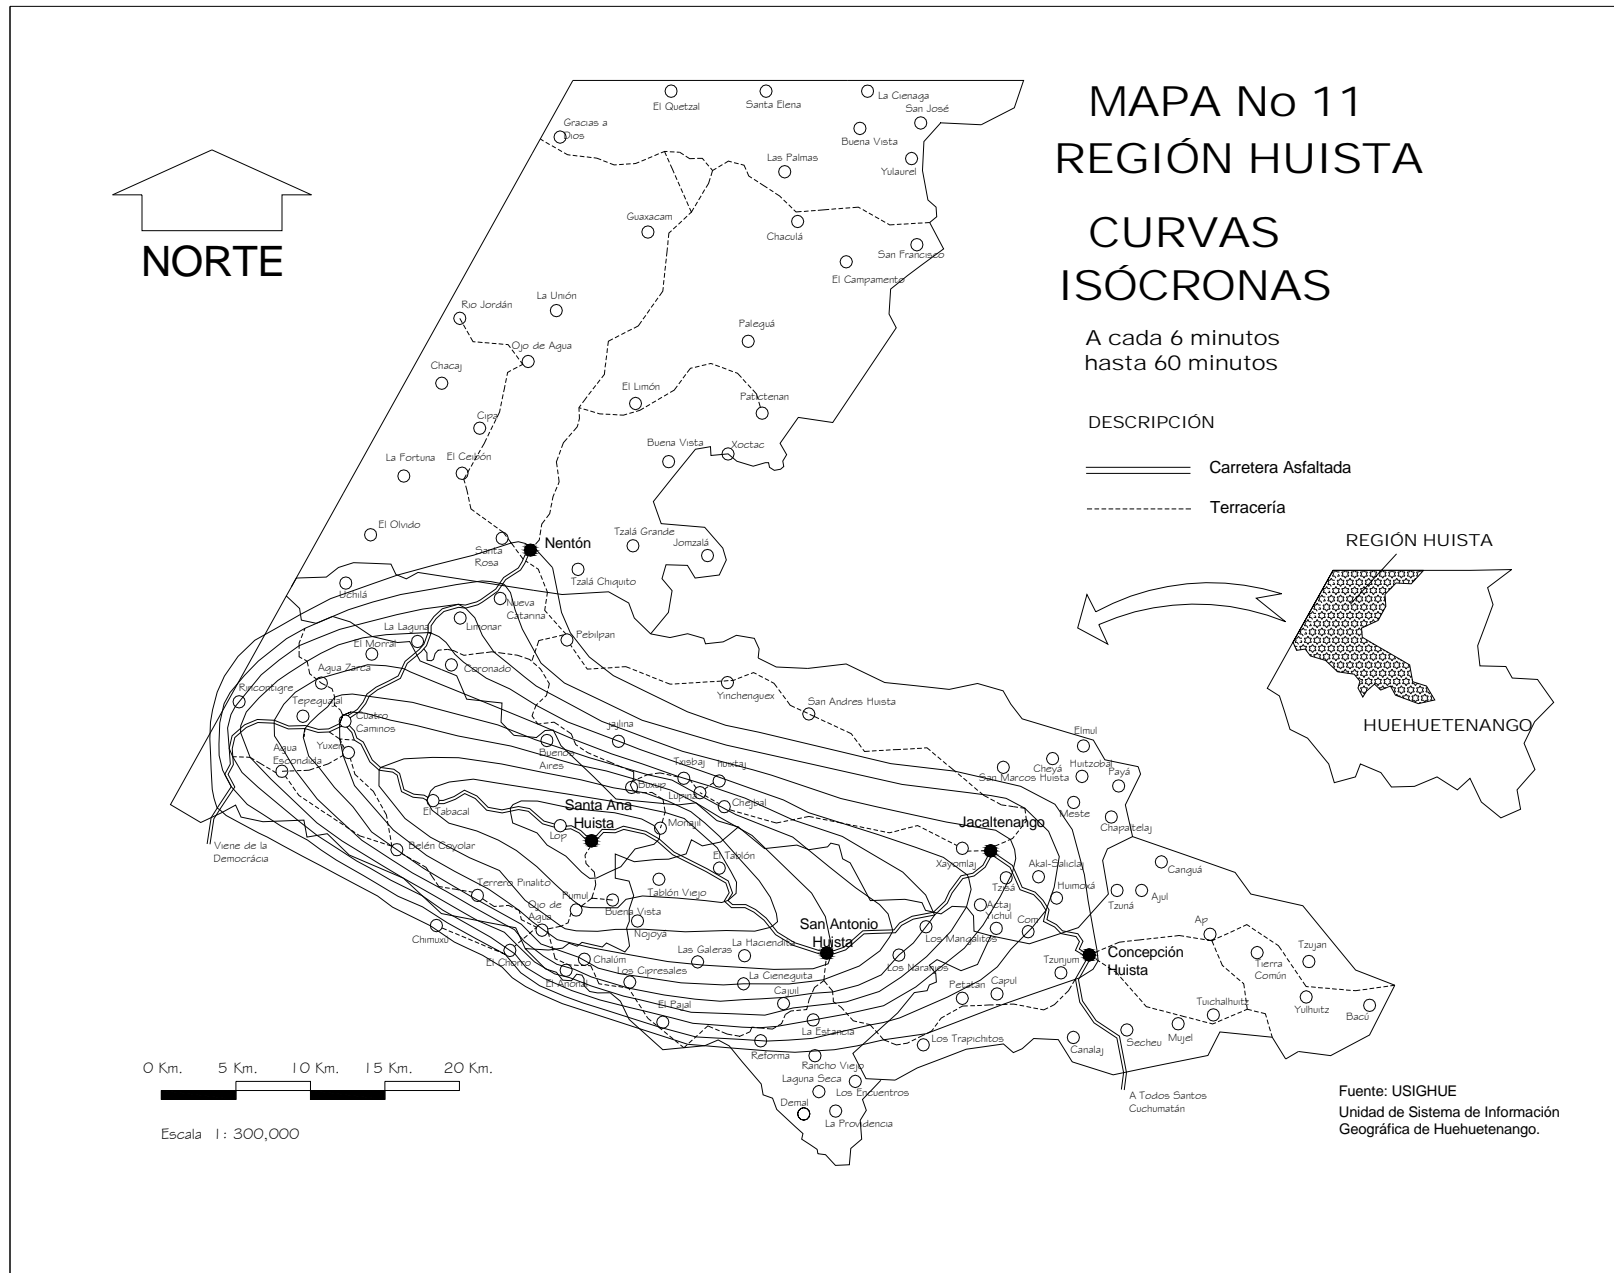 MAPA No 11
REGIÓN HUISTA
CURVAS
ISÓCRONAS
A cada 6 minutos
hasta 60 minutos
DESCRIPCIÓN
Carretera Asfaltada
Terracería
NORTE
REGIÓN HUISTA
HUEHUETENANGO
El Quetzal
Santa Elena
La Cienaga
San José
Gracias a
Dios
Buena Vista
Las Palmas
Yulaurel
Guaxacam
Chaculá
San Francisco
El Campamento
La Unión
Rio Jordán
Paleguá
Ojo de Agua
Chacaj
El Limón
Patictenan
Cipa
Buena Vista
Xoctac
La Fortuna
El Ceibón
El Olvido
Tzalá Grande
Jomzalá
Nentón
Santa
Rosa
Tzalá Chiquito
Uchilá
Nueva
Catarina
Limonar
La Laguna
El Morral
Pebilpan
Coronado
Agua Zarca
Rincontigre
Tepeguajal
Yinchenguex
San Andres Huista
Cuatro
Caminos
Yuxen
Agua
Escondida
Buenos
Aires
Jajlina
Elmul
Cheyá
Huitzobal
Payá
San Marcos Huista
Txisbaj
Tiuxtaj
Buxup
Lupina
Chejbal
Meste
Chapaltelaj
El Tabacal
Santa Ana
Huista
Lop
Monajil
Jacaltenango
Viene de la
Democrácia
Belén Coyolar
El Tablón
Xayomlaj
Akal-Saliclaj
Canguá
Terrero Pinalito
Pumul
Tablón Viejo
Tzisá
Huimoxá
Tzuná
Ajul
Ojo de
Agua
Buena Vista
Nojoya
Actaj
Yichul
Com
Ap
Chimuxú
San Antonio
Huista
Los Mangalitos
El Chorro
Chalúm
Las Galeras
La Haciendita
Los Naranjos
Tzunjum
Concepción
Huista
Tierra
Común
Tzujan
El Anonal
Los Cipresales
La Cieneguita
Petatán
Capul
Cajuil
Tuichalhuitz
Yulhuitz
Bacú
El Pajal
La Estancia
Reforma
Los Trapichitos
Canalaj
Secheu
Mujel
Rancho Viejo
Laguna Seca
Los Encuentros
Demal
La Providencia
A Todos Santos
Cuchumatán
0 Km. 5 Km. 10 Km. 15 Km. 20 Km.
Escala 1: 300,000
Fuente: USIGHUE
Unidad de Sistema de Información
Geográfica de Huehuetenango.